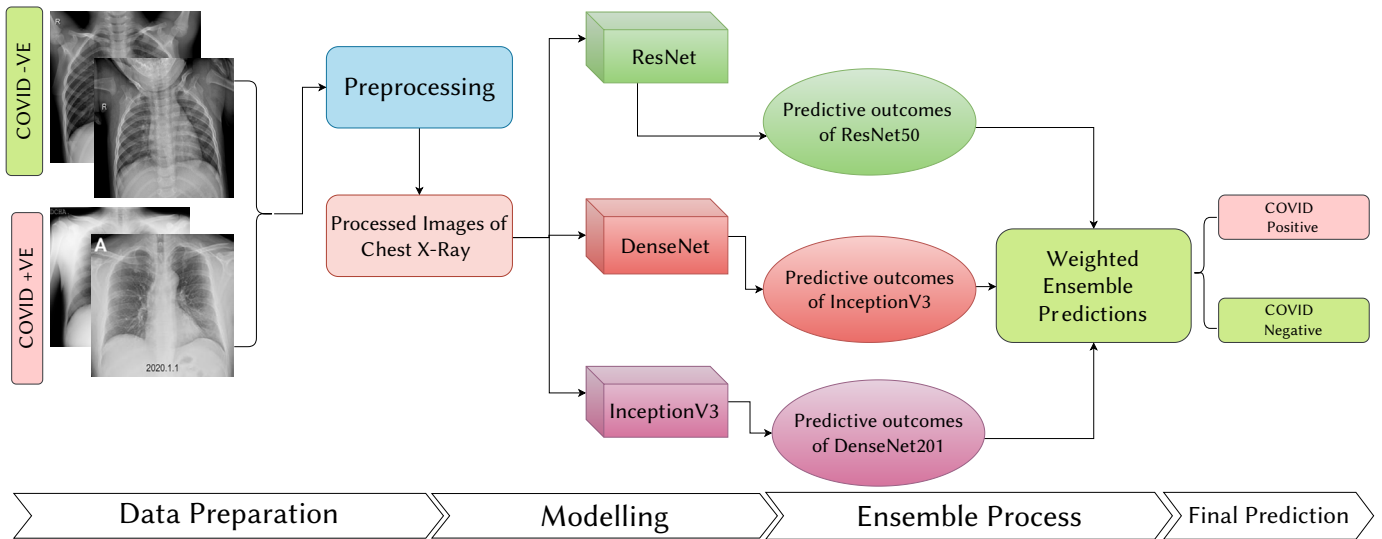 COVID -VE
R
R
COVID +VE
A
2020.1.1
Preprocessing
Processed Images of
Chest X-Ray
ResNet
DenseNet
InceptionV3
Predictive outcomes
of ResNet50
Predictive outcomes
of InceptionV3
Predictive outcomes
of DenseNet201
Weighted
Ensemble
Predictions
COVID
Positive
COVID
Negative
Data Preparation
Modelling
Ensemble Process
Final Prediction